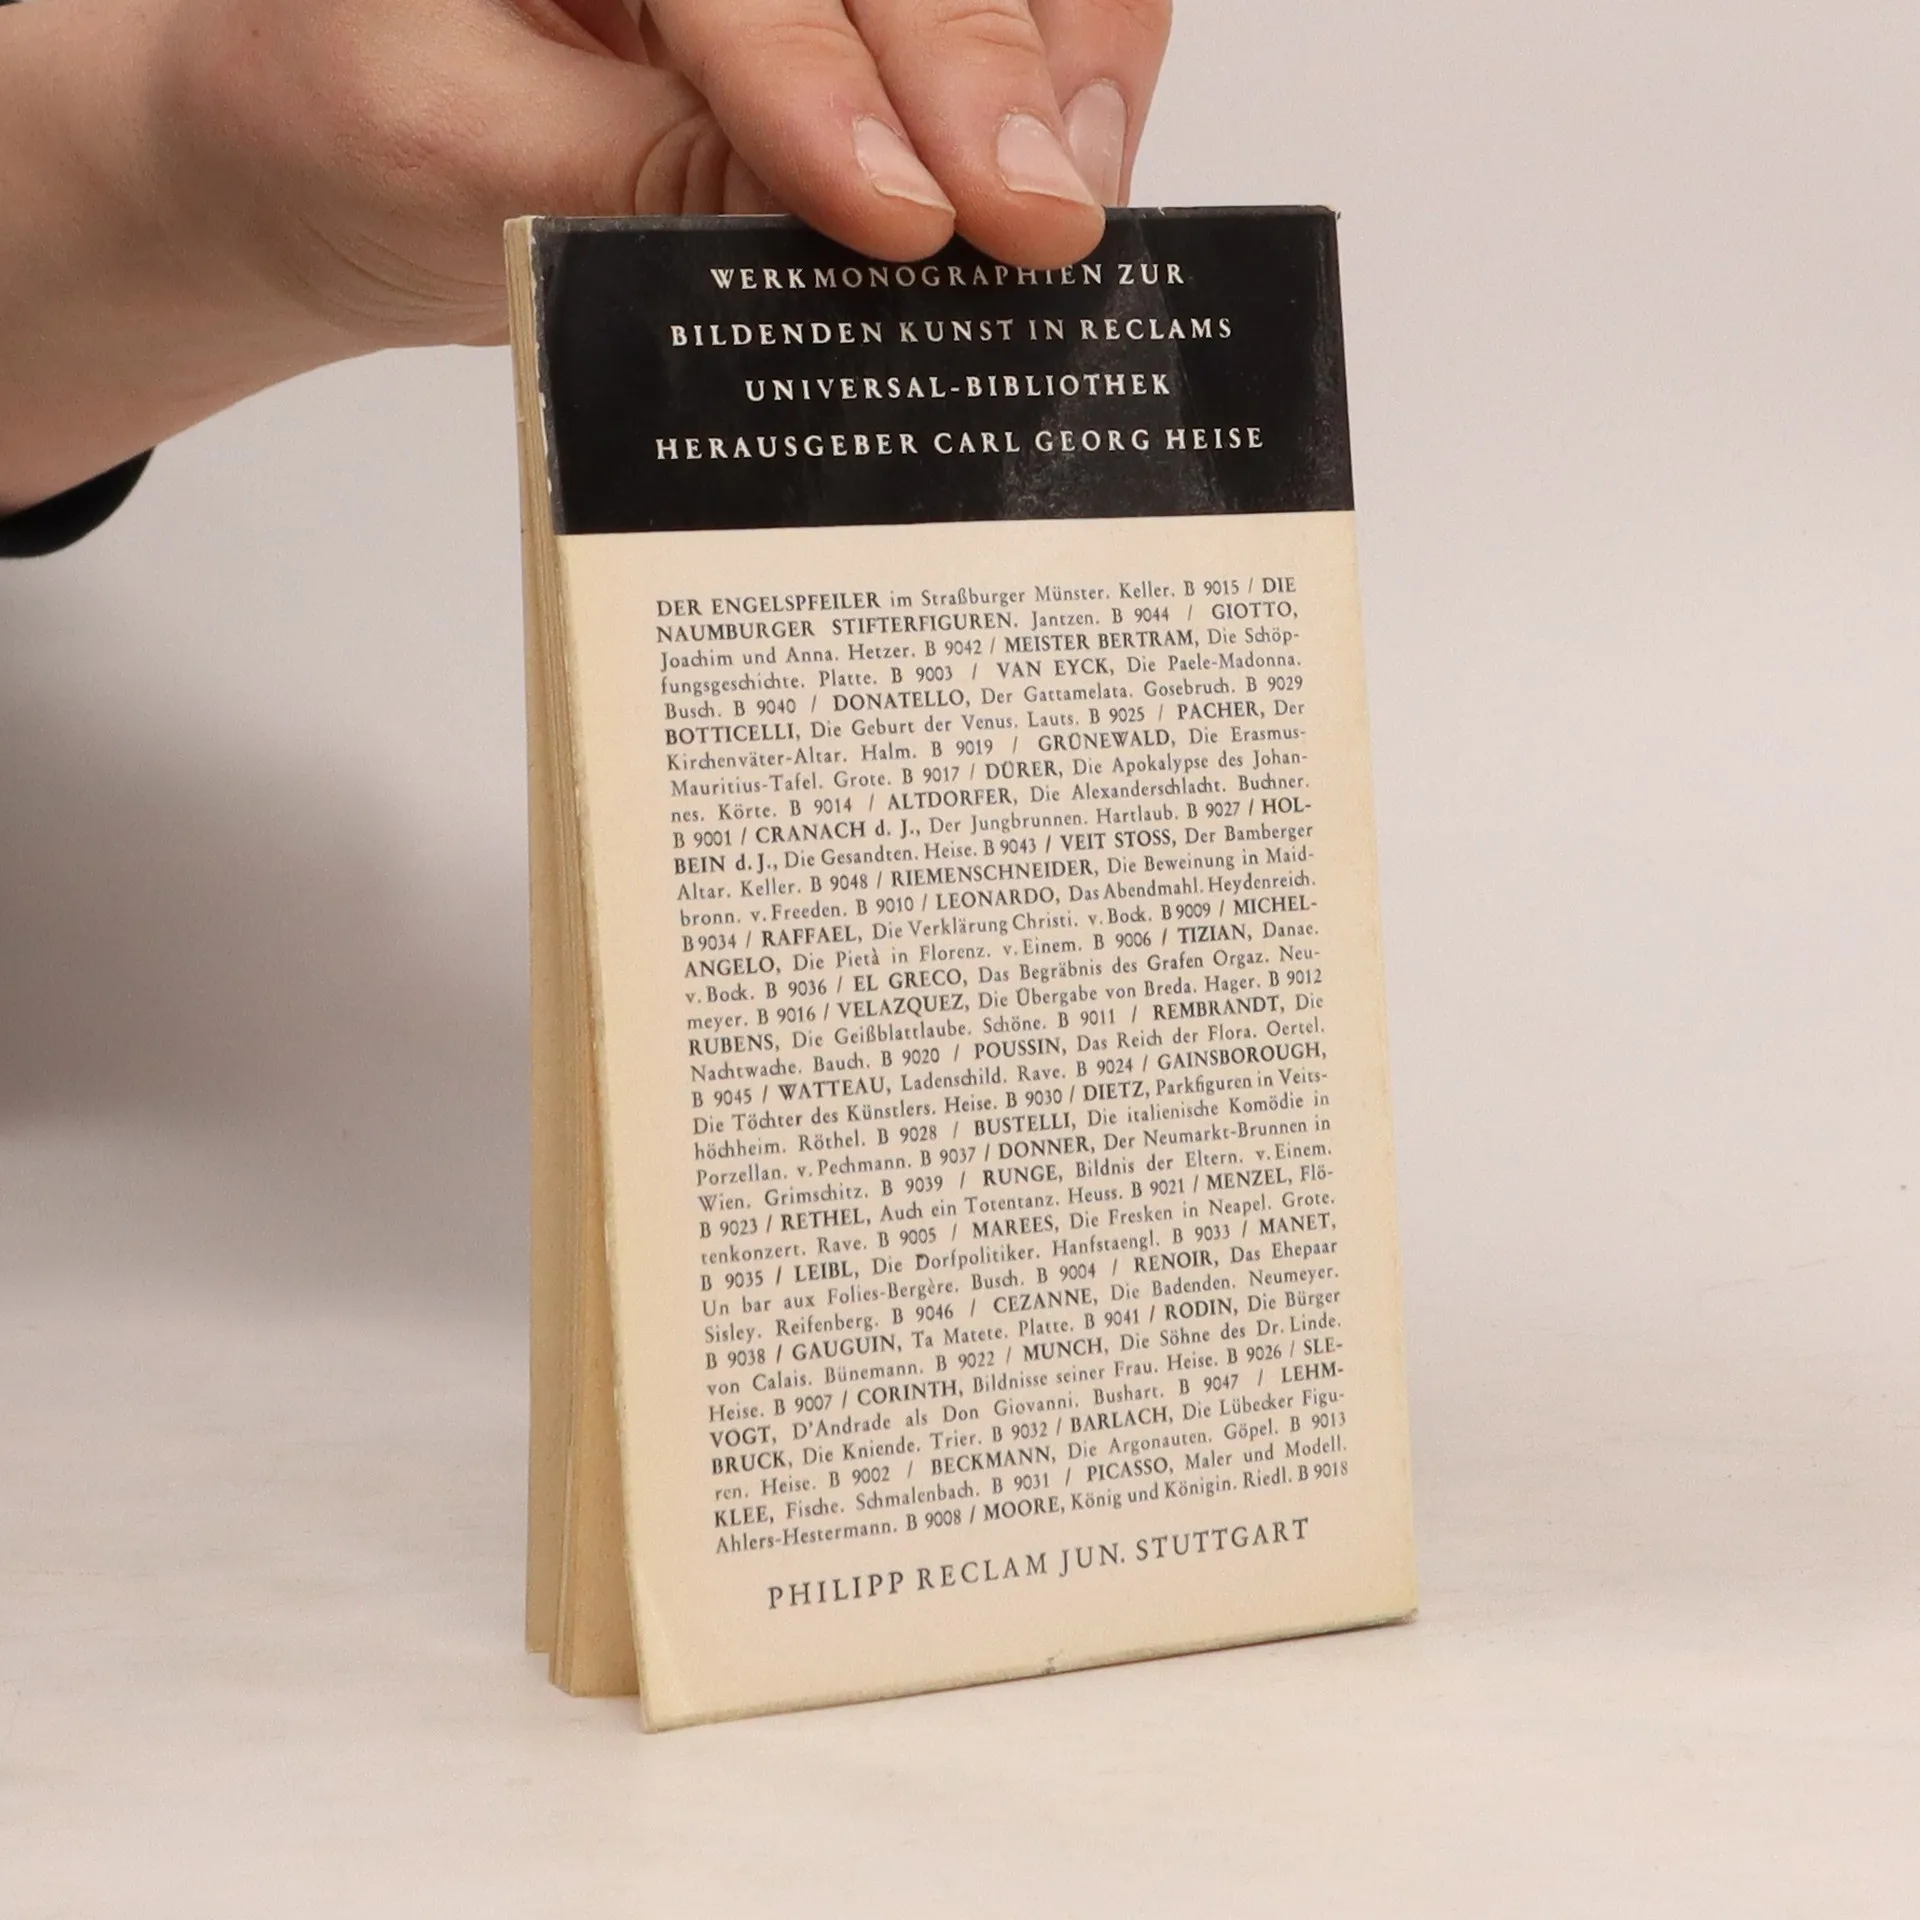 WERKMONOGRAPHIEN ZUR
BILDENDEN KUNST IN RECLAMS
UNIVERSAL-BIBLIOTHEK
HERAUSGEBER CARL GEORG HEISE
DER ENGELSPFEILER im Straßburger Münster. Keller. B 9015 / DIE
NAUMBURGER STIFTERFIGUREN. Jantzen. B 9044 / GIOTTO,
Joachim und Anna. Hetzer. B 9042 / MEISTER BERTRAM, Die Schöp-
fungsgeschichte. Platte. B 9003 / VAN EYCK, Die Paele-Madonna.
Busch. B 9040 / DONATELLO, Der Gattamelata. Gosebruch. B 9029
BOTTICELLI, Die Geburt der Venus. Lauts. B 9025 / PACHER, Der
Kirchenväter-Altar. Halm. B 9019 / GRÜNEWALD, Die Erasmus-
Mauritius-Tafel. Grote. B 9017 / DÜRER, Die Apokalypse des Johan-
nes. Körte. B 9014 / ALTDORFER, Die Alexanderschlacht. Buchner.
B 9001 / CRANACH d. J., Der Jungbrunnen. Hartlaub. B 9027 / HOL-
BEIN d. J., Die Gesandten. Heise. B 9043 / VEIT STOSS, Der Bamberger
Altar. Keller. B 9048 / RIEMENSCHNEIDER, Die Beweinung in Maid-
bronn. v. Freeden. B 9010 / LEONARDO, Das Abendmahl. Heydenreich.
B 9034 / RAFFAEL, Die Verklärung Christi. v. Bock. B 9009 / MICHEL-
ANGELO, Die Pietà in Florenz. v. Einem. B 9006 / TIZIAN, Danae.
v. Bock. B 9036 / EL GRECO, Das Begräbnis des Grafen Orgaz. Neu-
meyer. B 9016 / VELAZQUEZ, Die Übergabe von Breda. Hager. B 9012
RUBENS, Die Geißblattlaube. Schöne. B 9011 / REMBRANDT, Die
Nachtwache. Bauch. B 9020 / POUSSIN, Das Reich der Flora. Oertel.
B 9045 / WATTEAU, Ladenschild. Rave. B 9024 / GAINSBOROUGH,
Die Töchter des Künstlers. Heise. B 9030 / DIETZ, Parkfiguren in Veits-
höchheim. Röthel. B 9028 / BUSTELLI, Die italienische Komödie in
Porzellan. v. Pechmann. B 9037 / DONNER, Der Neumarkt-Brunnen in
Wien. Grimschitz. B 9039 / RUNGE, Bildnis der Eltern. v. Einem.
B 9023 / RETHEL, Auch ein Totentanz. Heuss. B 9021 / MENZEL, Flö-
tenkonzert. Rave. B 9005 / MAREES, Die Fresken in Neapel. Grote.
B 9035 / LEIBL, Die Dorfpolitiker. Hanfstaengl. B 9033 / MANET,
Un bar aux Folies-Bergère. Busch. B 9004 / RENOIR, Das Ehepaar
Sisley. Reifenberg. B 9046 / CEZANNE, Die Badenden. Neumeyer.
B 9038 / GAUGUIN, Ta Matete. Platte. B 9041 / RODIN, Die Bürger
von Calais. Bünemann. B 9022 / MUNCH, Die Söhne des Dr. Linde.
Heise. B 9007 / CORINTH, Bildnisse seiner Frau. Heise. B 9026 / SLE-
VOGT, D'Andrade als Don Giovanni. Bushart. B 9047 / LEHM-
BRUCK, Die Kniende. Trier. B 9032 / BARLACH, Die Lübecker Figu-
ren. Heise. B 9002 / BECKMANN, Die Argonauten. Göpel. B 9013
KLEE, Fische. Schmalenbach. B 9031 / PICASSO, Maler und Modell.
Ahlers-Hestermann. B 9008 / MOORE, König und Königin. Riedl. B 9018
PHILIPP RECLAM JUN. STUTTGART